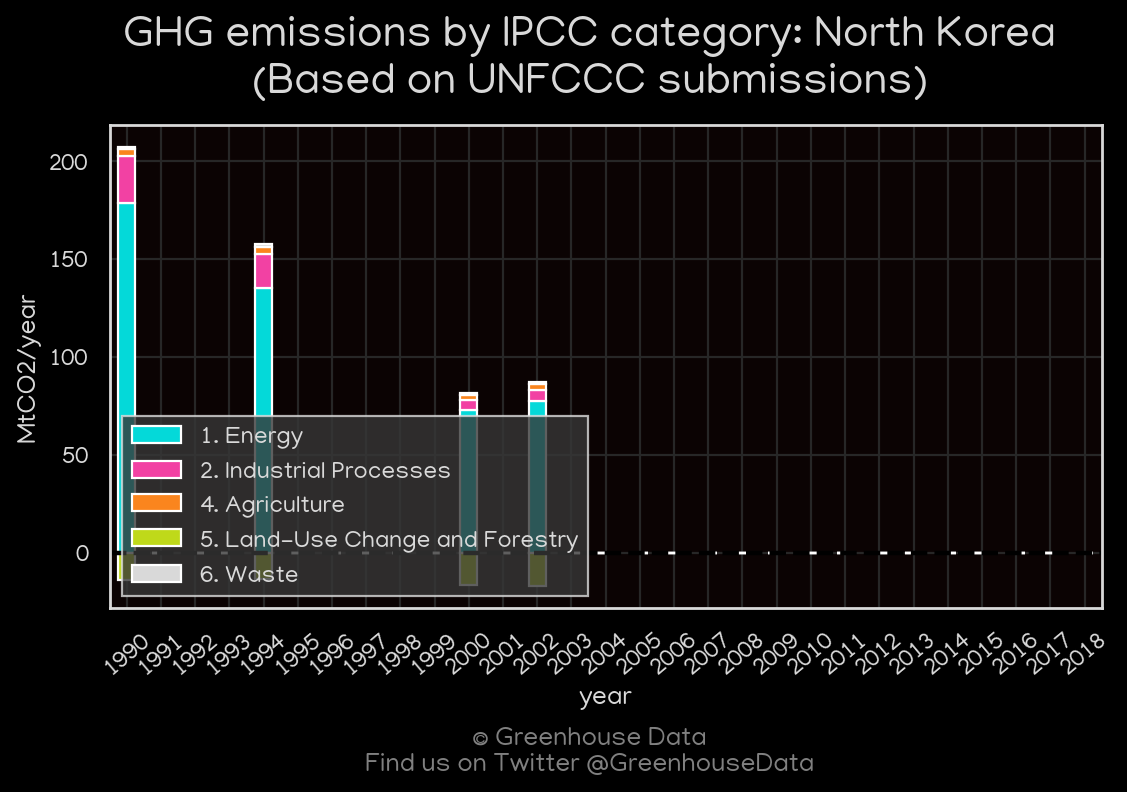 GHG emissions by IPCC category: North Korea
(Based on UNFCCC submissions)
MtCO2/year
200
150
100
50
0
1. Energy
2. Industrial Processes
4. Agriculture
5. Land-Use Change and Forestry
6. Waste
1990 1991 1992 1993 1994 1995 1996 1997 1998 1999 2000 2001 2002 2003 2004 2005 2006 2007 2008 2009 2010 2011 2012 2013 2014 2015 2016 2017 2018
year
© Greenhouse Data
Find us on Twitter @GreenhouseData